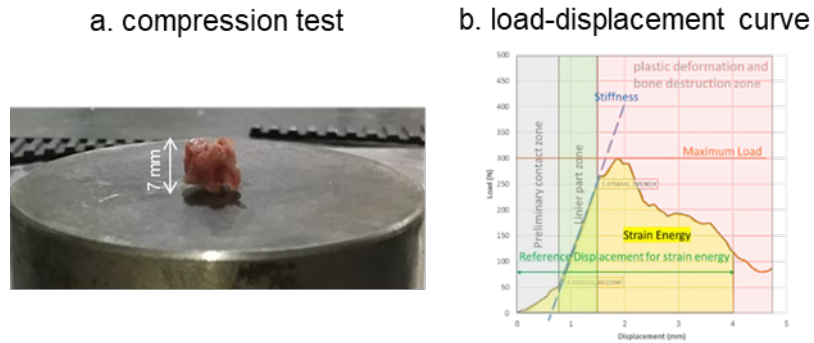 a. compression test
b. load-displacement curve
7 mm
500
450
400
350
300
250
200
150
100
50
0
Load (N)
0
1
2
3
4
5
Displacement (mm)
Preliminary contact zone
Linier part zone
plastic deformation and
bone destruction zone
Stiffness
Maximum Load
Strain Energy
Reference Displacement for strain energy